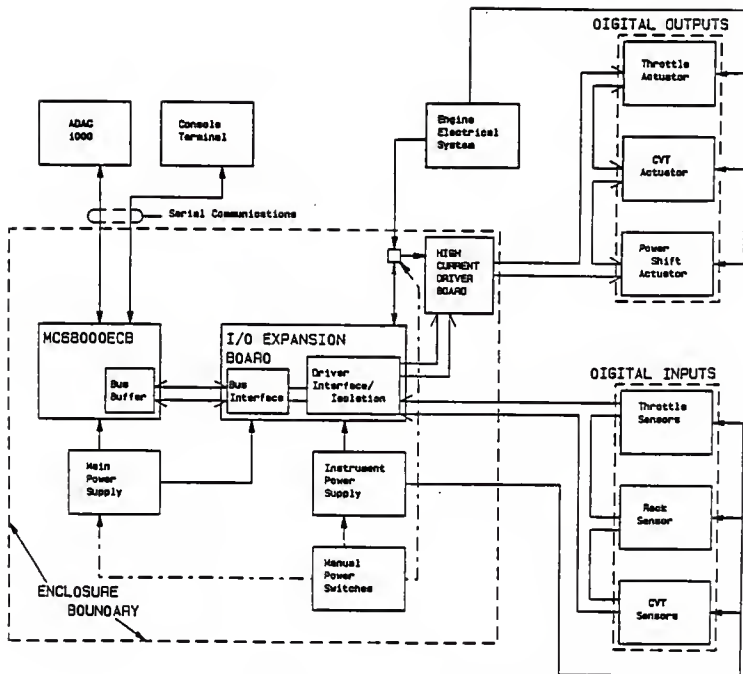 DIGITAL OUTPUTS
Throttle
Actuator
CVT
Actuator
Power
Shift
Actuator
ADAC
1000
Console
Terminal
Engine
Electrical
System
Serial Communications
HIGH
CURRENT
DRIVER
BOARD
MC68000ECB
Bus
Buffer
I/O EXPANSION
BOARD
Bus
Interface
Driver
Interface/
Isolation
DIGITAL INPUTS
Throttle
Sensors
Rack
Sensor
CVT
Sensors
Main
Power
Supply
Instrument
Power
Supply
Manual
Power
Switches
ENCLOSURE
BOUNDARY